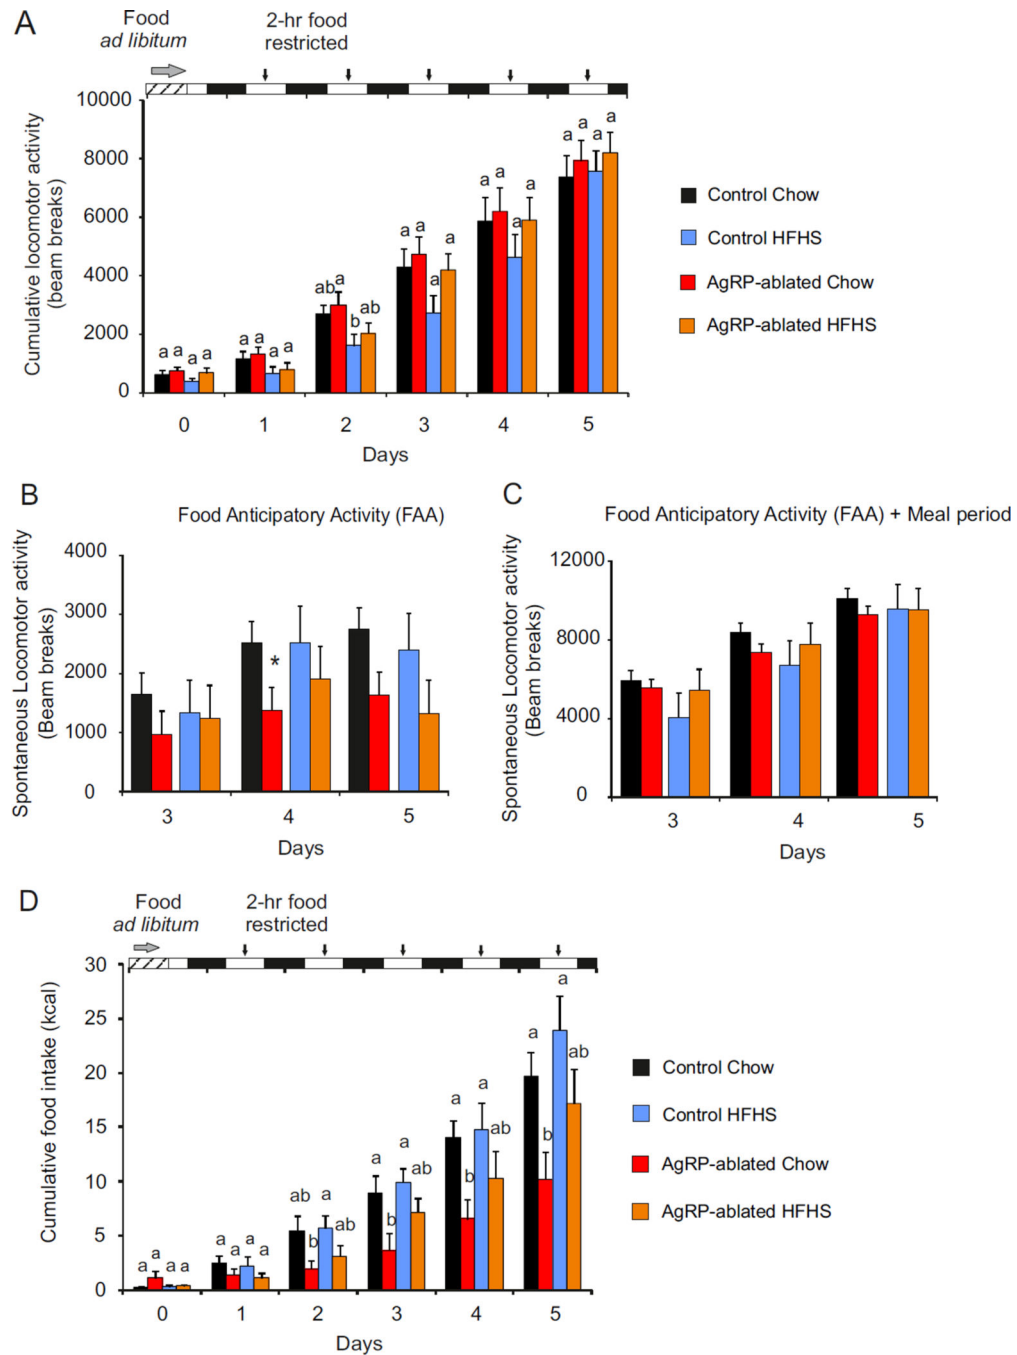 A
Food
ad libitum
2-hr food
restricted
Cumulative locomotor activity
(beam breaks)
10000
8000
6000
4000
2000
0
a a a a
a a a a
ab a b ab
a a a a
a a a a
a a a a
0 1 2 3 4 5
Days
Control Chow
Control HFHS
AgRP-ablated Chow
AgRP-ablated HFHS
B
Food Anticipatory Activity (FAA)
Spontaneous Locomotor activity
(Beam breaks)
4000
3000
2000
1000
0
*
3 4 5
Days
C
Food Anticipatory Activity (FAA) + Meal period
Spontaneous Locomotor activity
(Beam breaks)
12000
8000
4000
0
3 4 5
Days
D
Food
ad libitum
2-hr food
restricted
Cumulative food intake (kcal)
30
25
20
15
10
5
0
a a a a
a a a a
ab b a ab
a b a ab
a b a ab
a b a ab
0 1 2 3 4 5
Days
Control Chow
Control HFHS
AgRP-ablated Chow
AgRP-ablated HFHS